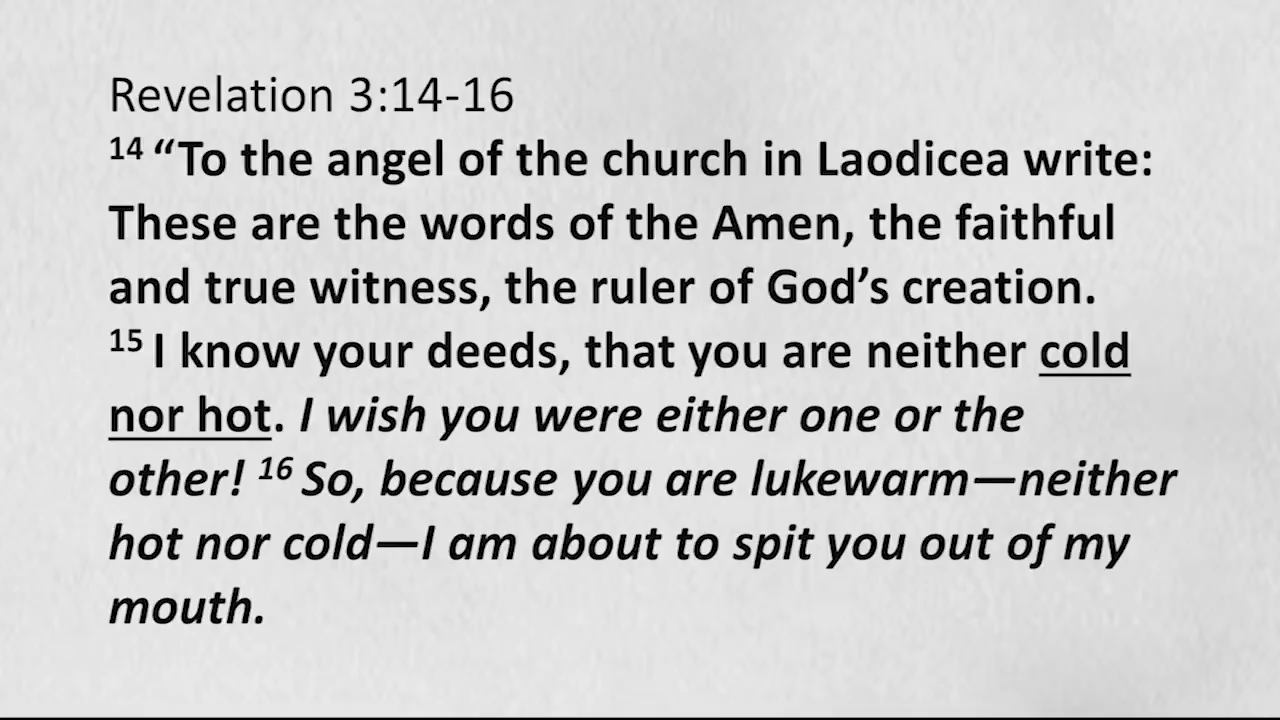 Revelation 3:14-16
14 “To the angel of the church in Laodicea write:
These are the words of the Amen, the faithful
and true witness, the ruler of God’s creation.
15 I know your deeds, that you are neither cold
nor hot. I wish you were either one or the
other! 16 So, because you are lukewarm—neither
hot nor cold—I am about to spit you out of my
mouth.